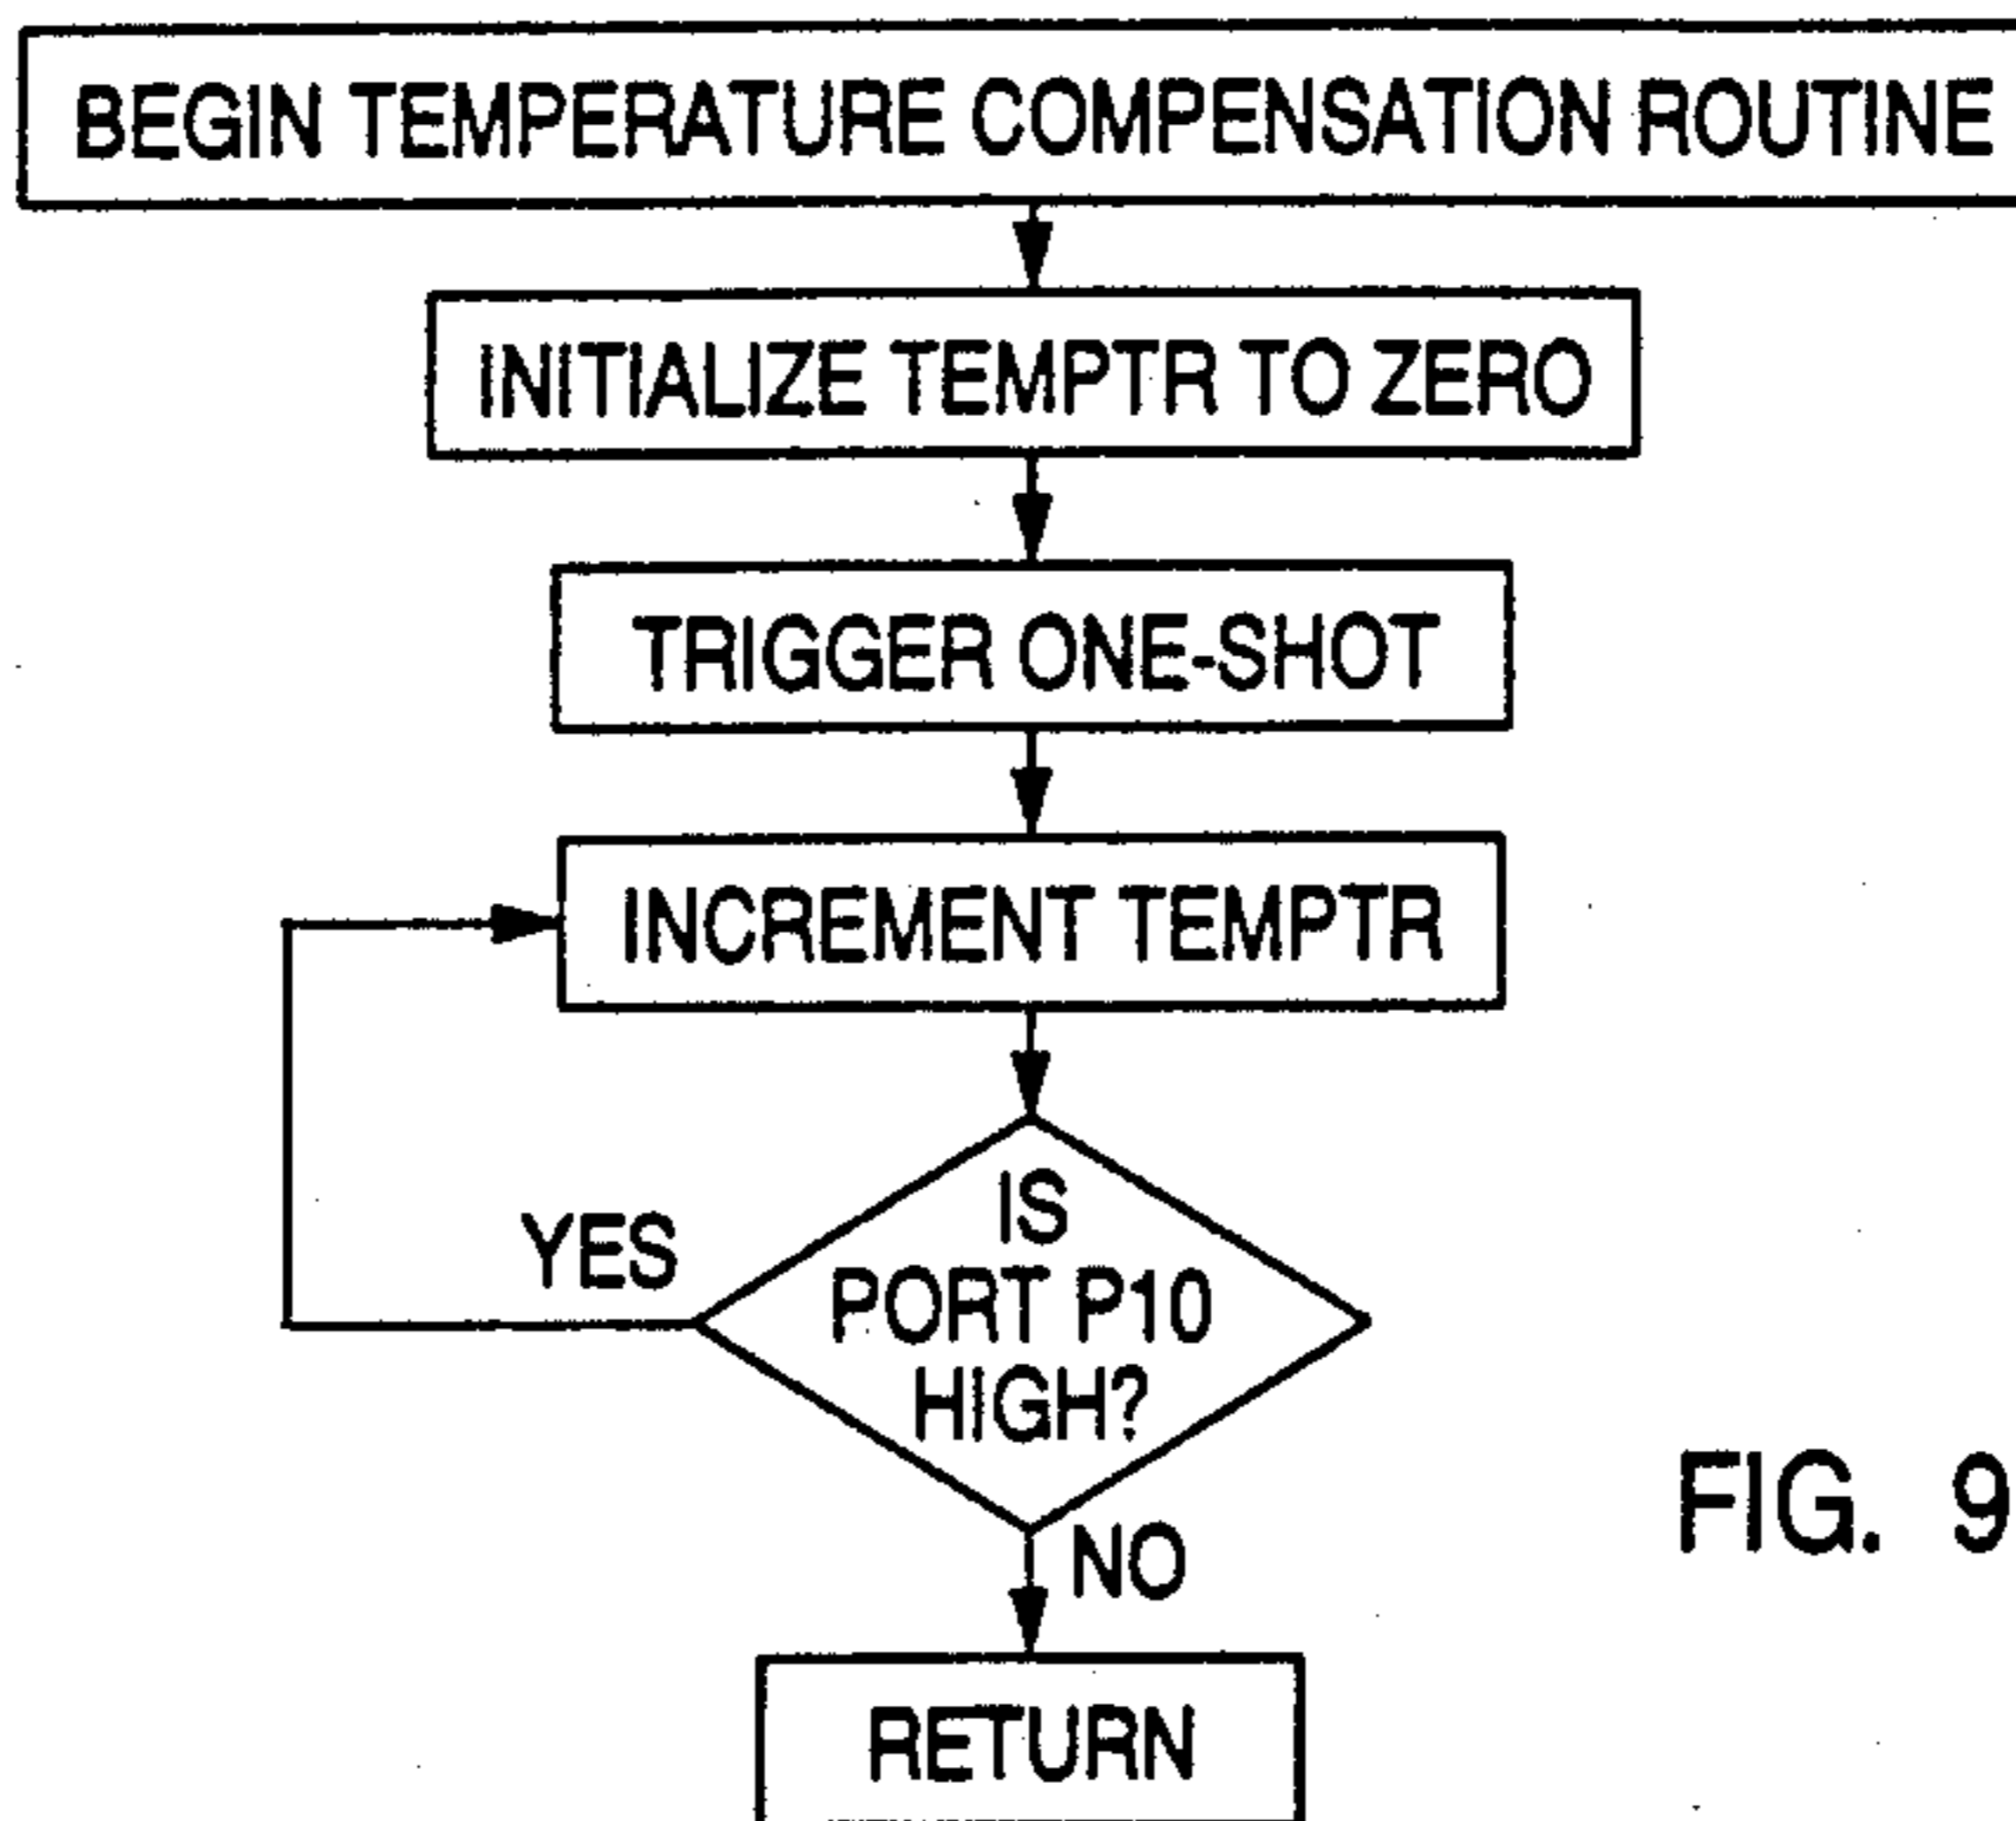 BEGIN TEMPERATURE COMPENSATION ROUTINE
INITIALIZE TEMPTR TO ZERO
TRIGGER ONE-SHOT
INCREMENT TEMPTR
IS
PORT P10
HIGH?
YES
NO
RETURN
FIG. 9